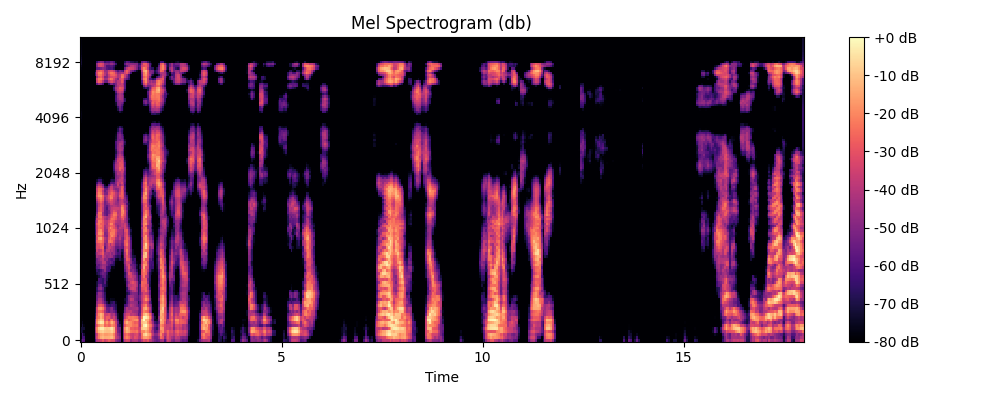 Mel Spectrogram (db)
8192
4096
2048
1024
512
0
Hz
0 5 10 15
Time
+0 dB
-10 dB
-20 dB
-30 dB
-40 dB
-50 dB
-60 dB
-70 dB
-80 dB